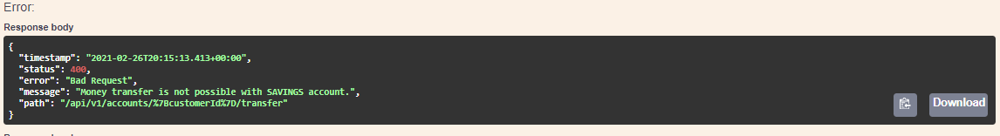 Error:
Response body
{
"timestamp": "2021-02-26T20:15:13.413+00:00",
"status": 400,
"error": "Bad Request",
"message": "Money transfer is not possible with SAVINGS account.",
"path": "/api/v1/accounts/%7BcustomerId%7D/transfer"
}
Download